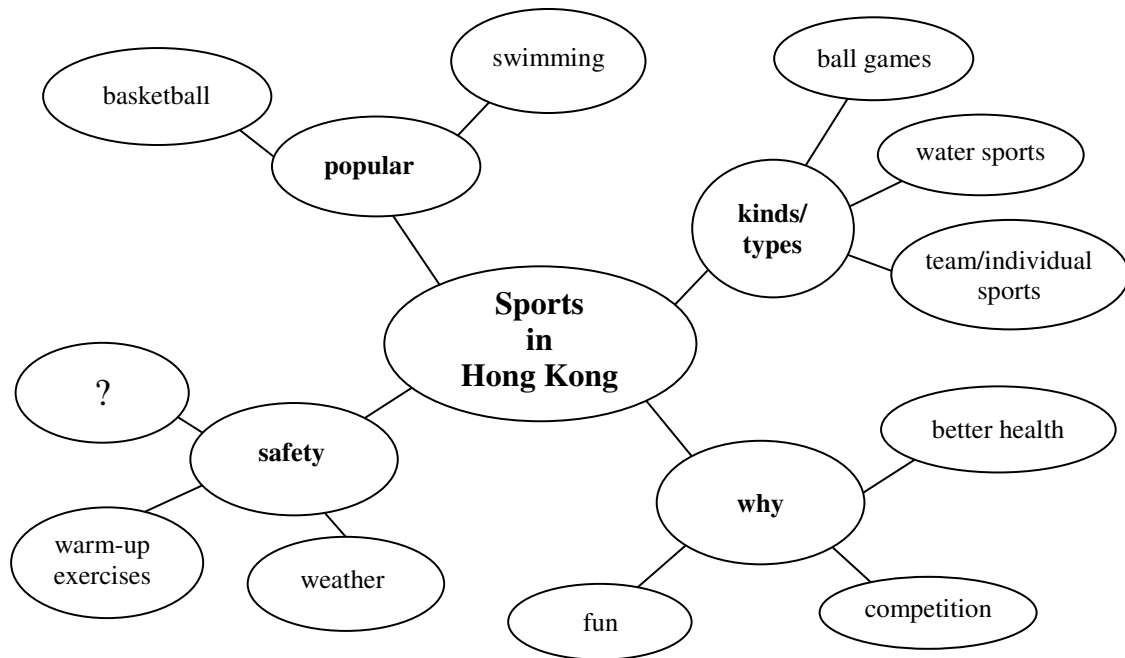 swimming
basketball
popular
ball games
water sports
kinds/
types
team/individual
sports
Sports
in
Hong Kong
?
safety
warm-up
exercises
weather
better health
why
fun
competition